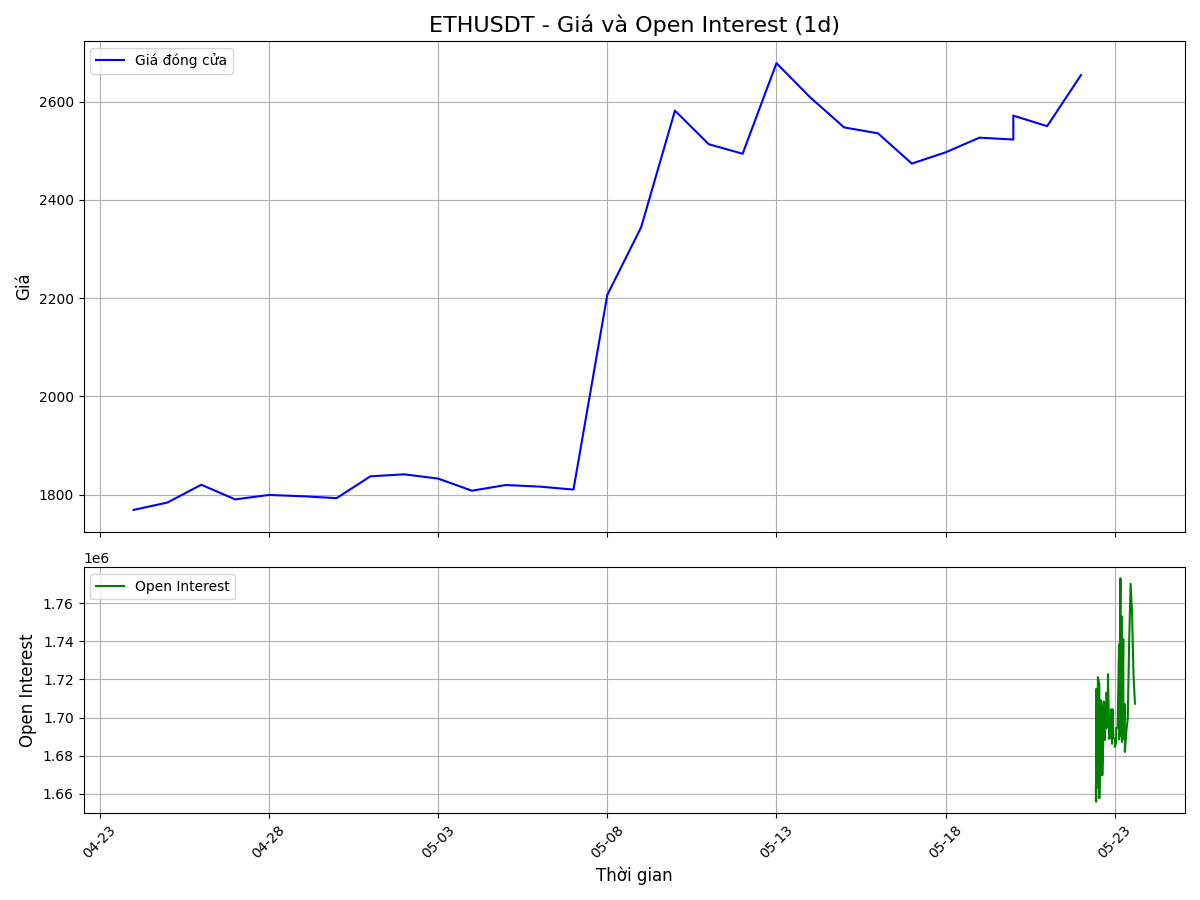 ETHUSDT - Giá và Open Interest (1d)
Giá đóng cửa
2600
2400
2200
2000
1800
Giá
1e6
Open Interest
1.76
1.74
1.72
1.70
1.68
1.66
Open Interest
04-23
04-28
05-03
05-08
05-13
05-18
05-23
Thời gian